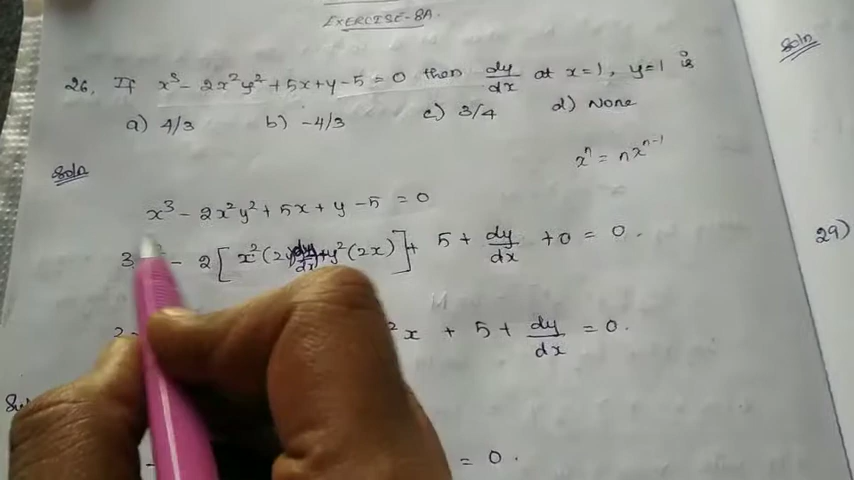 EXERCISE-8A.
26. If x³ - 2x²y² + 5x + y - 5 = 0 then dy/dx at x=1, y=1 is
a) 4/3 b) -4/3 c) 3/4 d) None
Soln
xⁿ = nxⁿ⁻¹
x³ - 2x²y² + 5x + y - 5 = 0
- 2[x²(2y)dy/dx + y²(2x)] + 5 + dy/dx + 0 = 0.
x + 5 + dy/dx = 0.
= 0.
Soln
29)